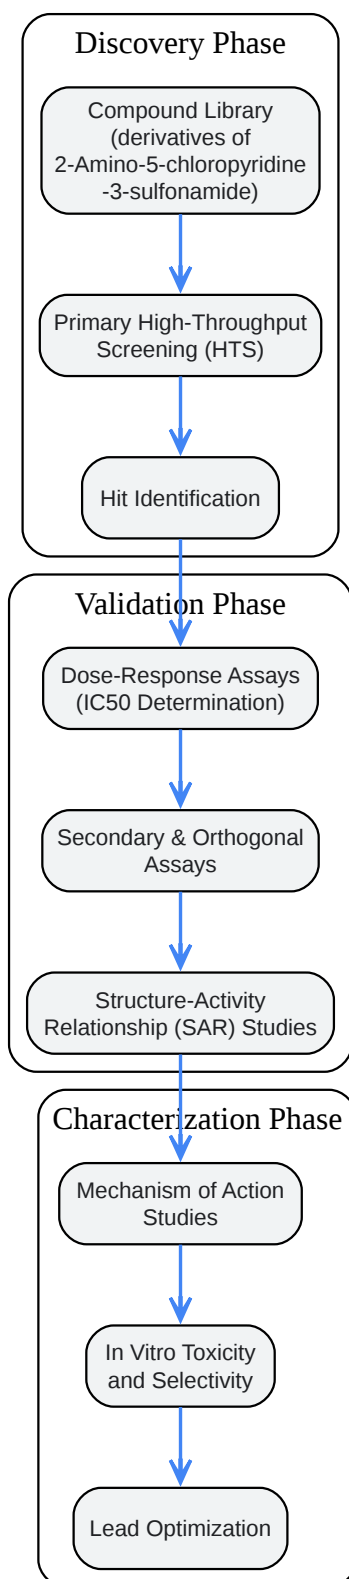 Discovery Phase
Compound Library
(derivatives of
2-Amino-5-chloropyridine
-3-sulfonamide)
Primary High-Throughput
Screening (HTS)
Hit Identification
Validation Phase
Dose-Response Assays
(IC50 Determination)
Secondary & Orthogonal
Assays
Structure-Activity
Relationship (SAR) Studies
Characterization Phase
Mechanism of Action
Studies
In Vitro Toxicity
and Selectivity
Lead Optimization